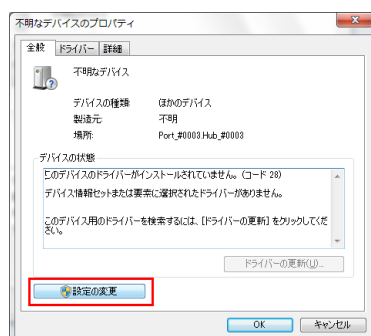 不明なデバイスのプロパティ
全般 ドライバー 詳細
不明なデバイス
デバイスの種類: ほかのデバイス
製造元: 不明
場所: Port_#0003.Hub_#0003
デバイスの状態
このデバイスのドライバーがインストールされていません。(コード 28)
デバイス情報セットまたは要素に選択されたドライバーがありません。
このデバイス用のドライバーを検索するには、[ドライバーの更新] をクリックしてくだ
さい。
ドライバーの更新(U)...
設定の変更
OK キャンセル